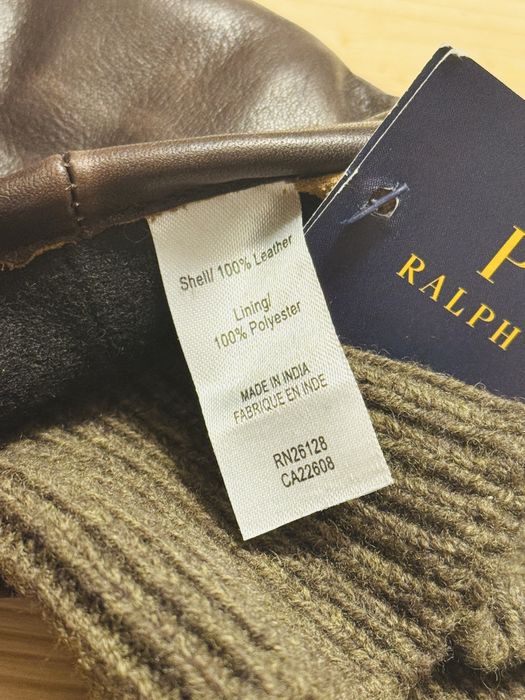 Shell/ 100% Leather
Lining/
100% Polyester
MADE IN INDIA
FABRIQUE EN INDE
RN26128
CA22608
P
RALPH